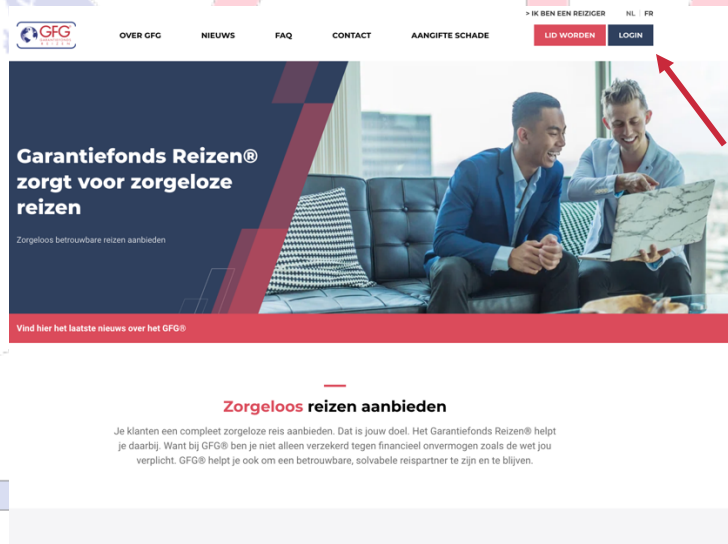 > IK BEN EEN REIZIGER NL | FR
GFG
GARANTIEFONDS
REIZEN
OVER GFG NIEUWS FAQ CONTACT AANGIFTE SCHADE LID WORDEN LOGIN
Garantiefonds Reizen®
zorgt voor zorgeloze
reizen
Zorgeloos betrouwbare reizen aanbieden
Vind hier het laatste nieuws over het GFG®
Zorgeloos reizen aanbieden
Je klanten een compleet zorgeloze reis aanbieden. Dat is jouw doel. Het Garantiefonds Reizen® helpt
je daarbij. Want bij GFG® ben je niet alleen verzekerd tegen financieel onvermogen zoals de wet jou
verplicht. GFG® helpt je ook om een betrouwbare, solvabele reispartner te zijn en te blijven.